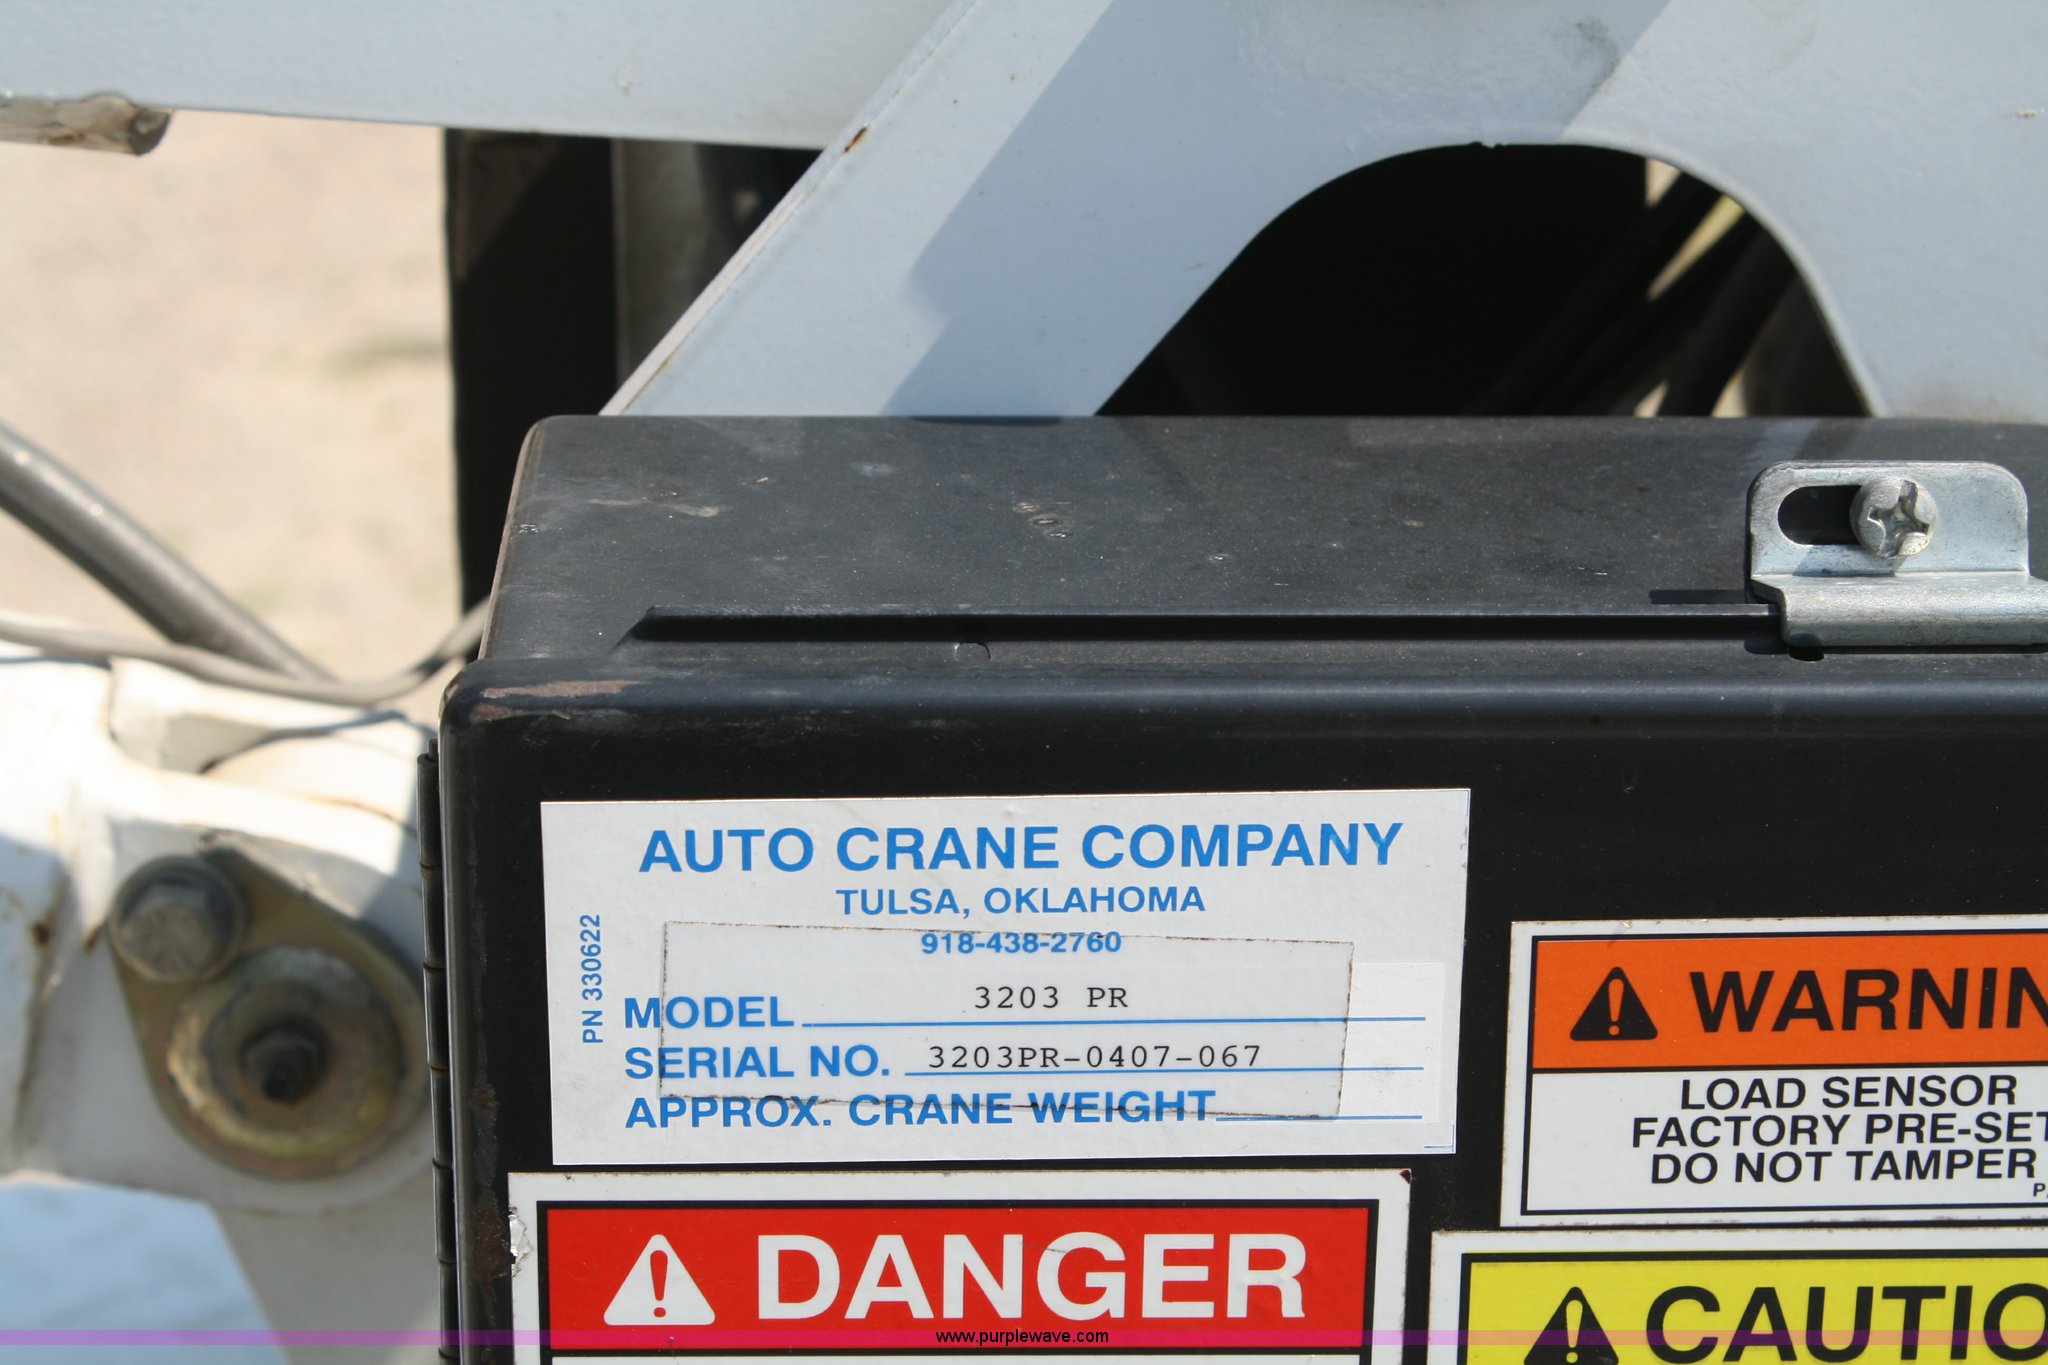 AUTO CRANE COMPANY
TULSA, OKLAHOMA
918-438-2760
PN 330622
MODEL 3203 PR
SERIAL NO. 3203PR-0407-067
APPROX. CRANE WEIGHT
WARNIN
LOAD SENSOR
FACTORY PRE-SET
DO NOT TAMPER
DANGER
CAUTIO
www.purplewave.com